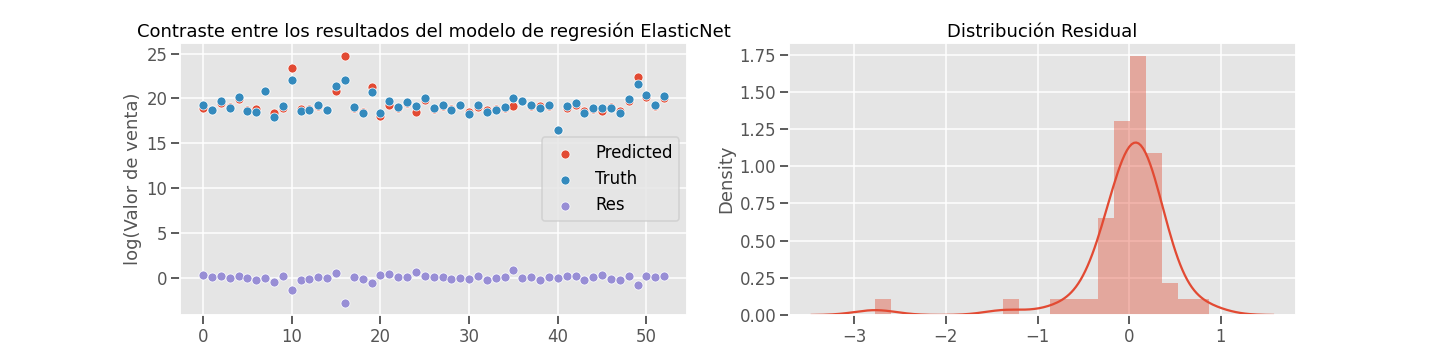 Contraste entre los resultados del modelo de regresión ElasticNet
log(Valor de venta)
25
20
15
10
5
0
0 10 20 30 40 50
Predicted
Truth
Res
Distribución Residual
Density
1.75
1.50
1.25
1.00
0.75
0.50
0.25
0.00
−3 −2 −1 0 1